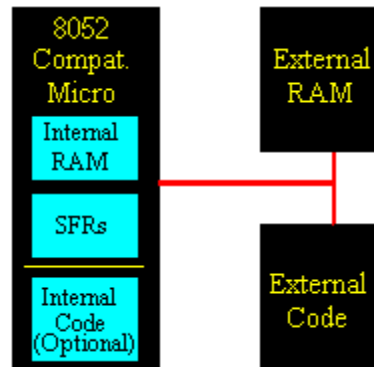 8052
Compat.
Micro
Internal
RAM
SFRs
Internal
Code
(Optional)
External
RAM
External
Code